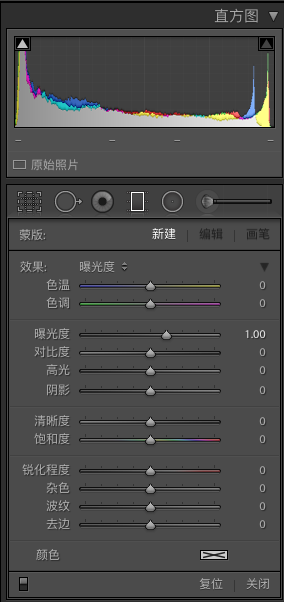 直方图
原始照片
蒙版: 新建 | 编辑 | 画笔
效果: 曝光度
色温 0
色调 0
曝光度 1.00
对比度 0
高光 0
阴影 0
清晰度 0
饱和度 0
锐化程度 0
杂色 0
波纹 0
去边 0
颜色
复位 | 关闭